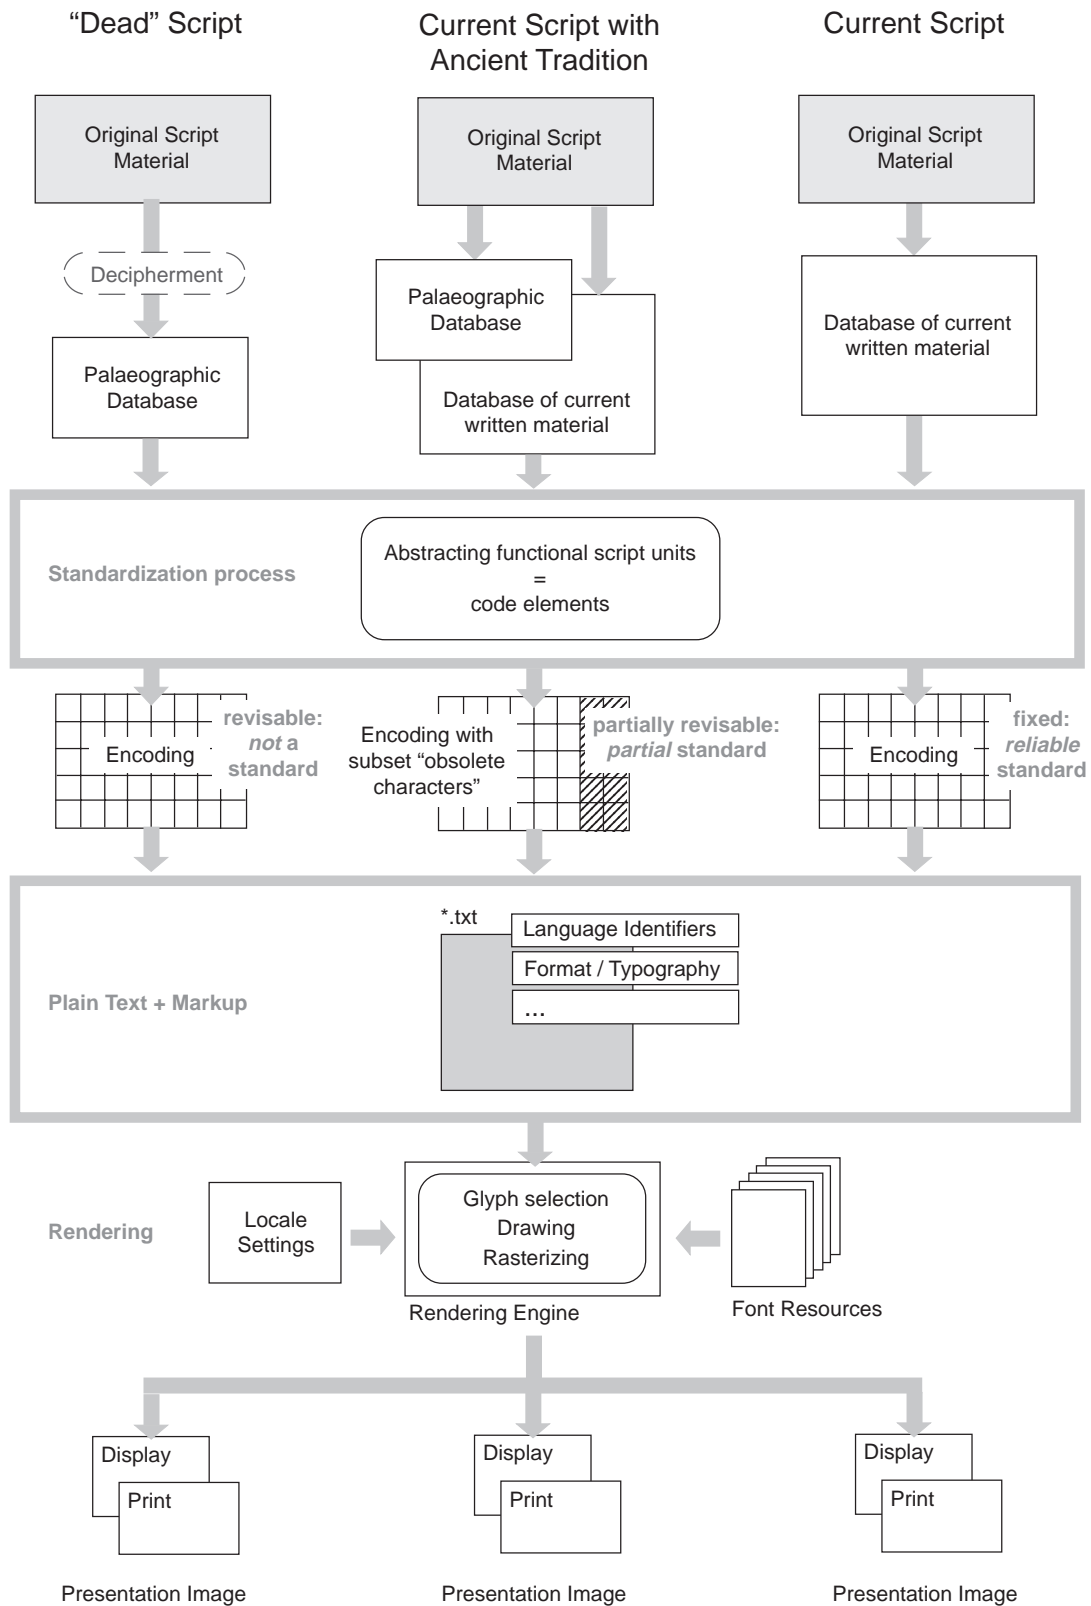 “Dead” Script
Current Script with
Ancient Tradition
Current Script
Original Script
Material
Original Script
Material
Original Script
Material
Decipherment
Palaeographic
Database
Palaeographic
Database
Database of current
written material
Database of current
written material
Standardization process
Abstracting functional script units
=
code elements
Encoding
revisable:
not a
standard
Encoding with
subset “obsolete
characters”
partially revisable:
partial standard
Encoding
fixed:
reliable
standard
Plain Text + Markup
*.txt
Language Identifiers
Format / Typography
...
Rendering
Locale
Settings
Glyph selection
Drawing
Rasterizing
Rendering Engine
Font Resources
Display
Print
Display
Print
Display
Print
Presentation Image
Presentation Image
Presentation Image